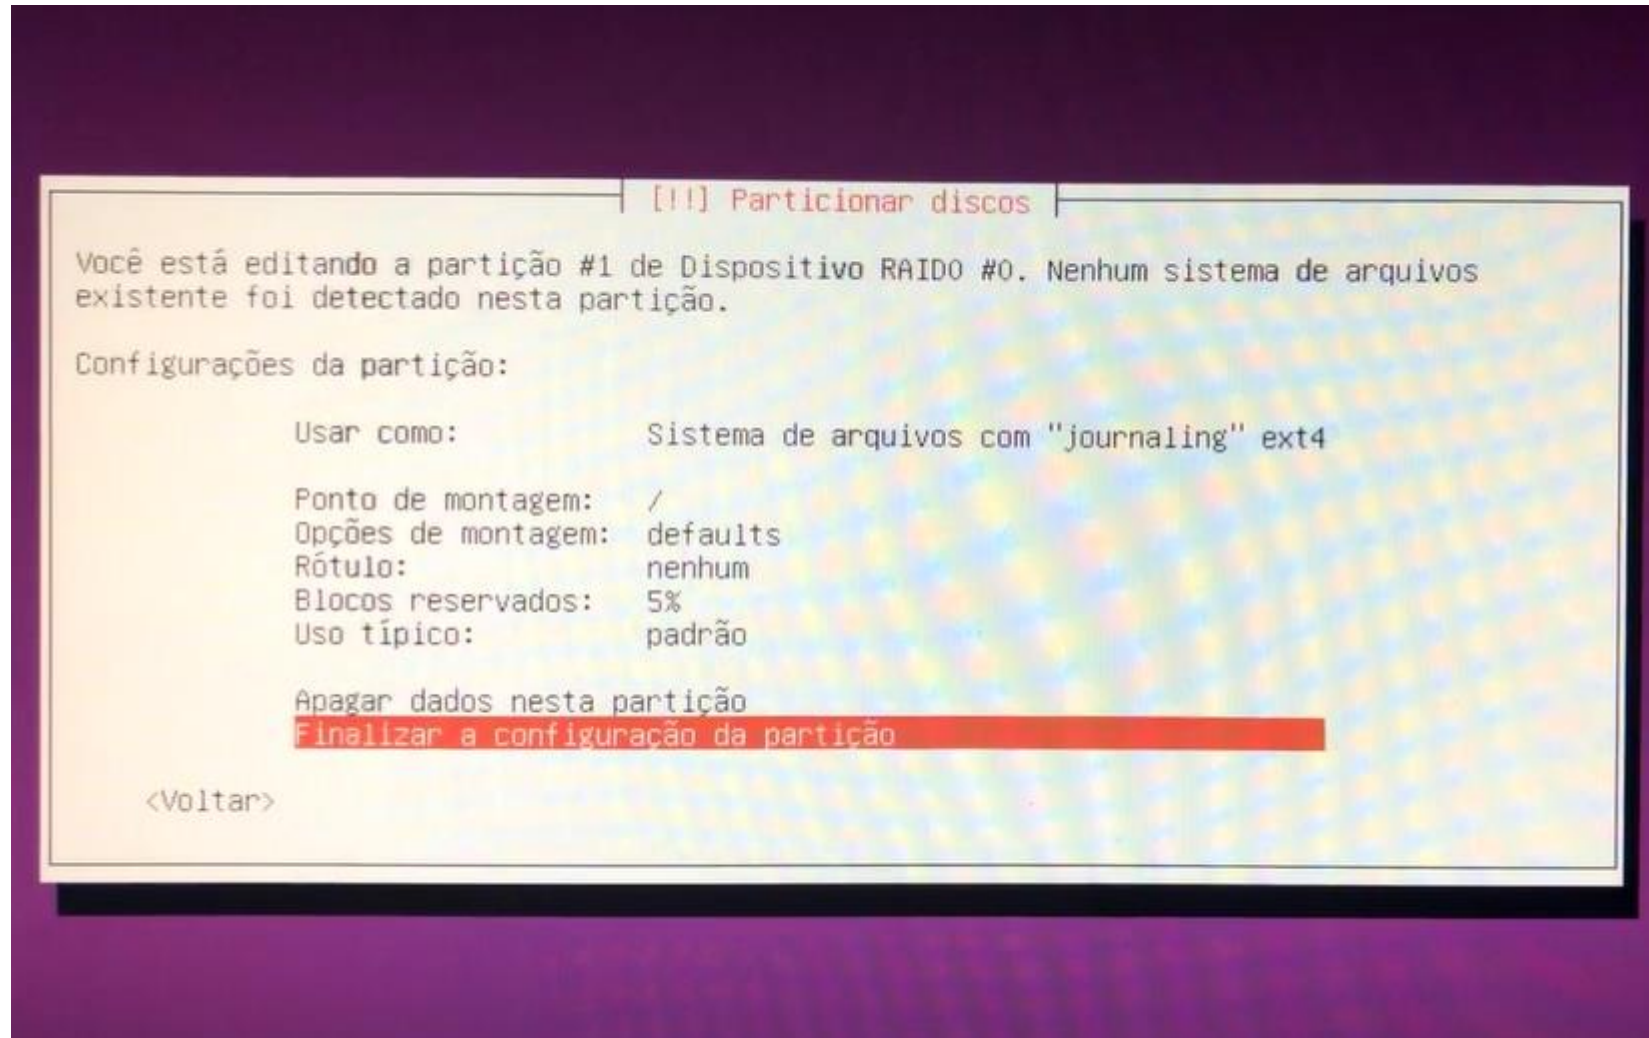 [!!] Particionar discos
Você está editando a partição #1 de Dispositivo RAID0 #0. Nenhum sistema de arquivos
existente foi detectado nesta partição.
Configurações da partição:
Usar como: Sistema de arquivos com "journaling" ext4
Ponto de montagem: /
Opções de montagem: defaults
Rótulo: nenhum
Blocos reservados: 5%
Uso típico: padrão
Apagar dados nesta partição
Finalizar a configuração da partição
<Voltar>